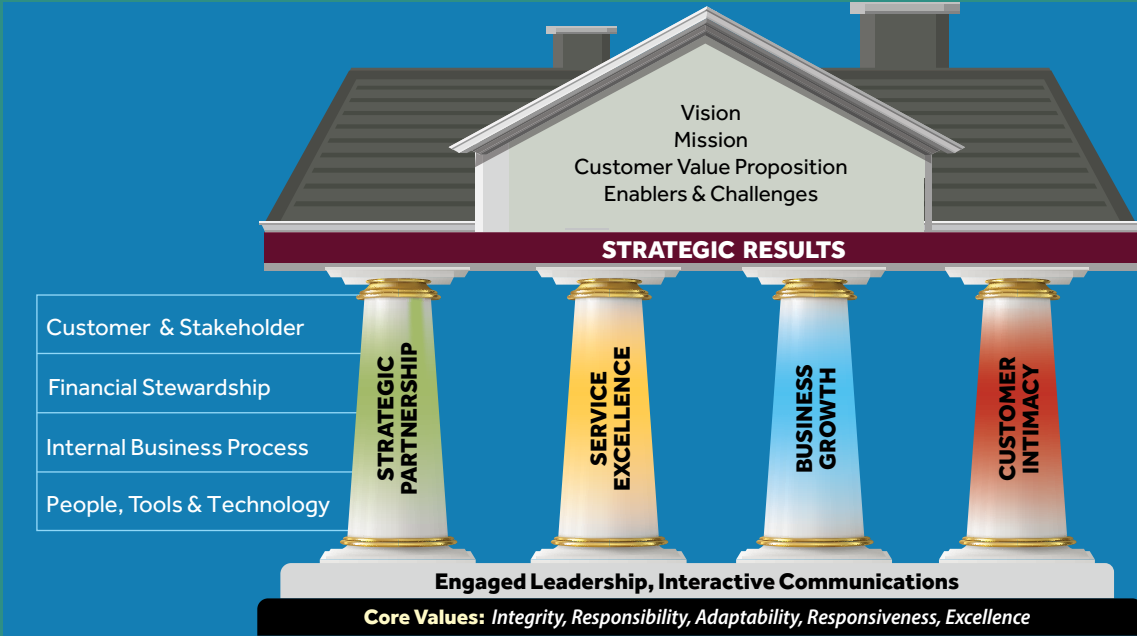 Vision
Mission
Customer Value Proposition
Enablers & Challenges
STRATEGIC RESULTS
Customer & Stakeholder
Financial Stewardship
Internal Business Process
People, Tools & Technology
STRATEGIC
PARTNERSHIP
SERVICE
EXCELLENCE
BUSINESS
GROWTH
CUSTOMER
INTIMACY
Engaged Leadership, Interactive Communications
Core Values: Integrity, Responsibility, Adaptability, Responsiveness, Excellence